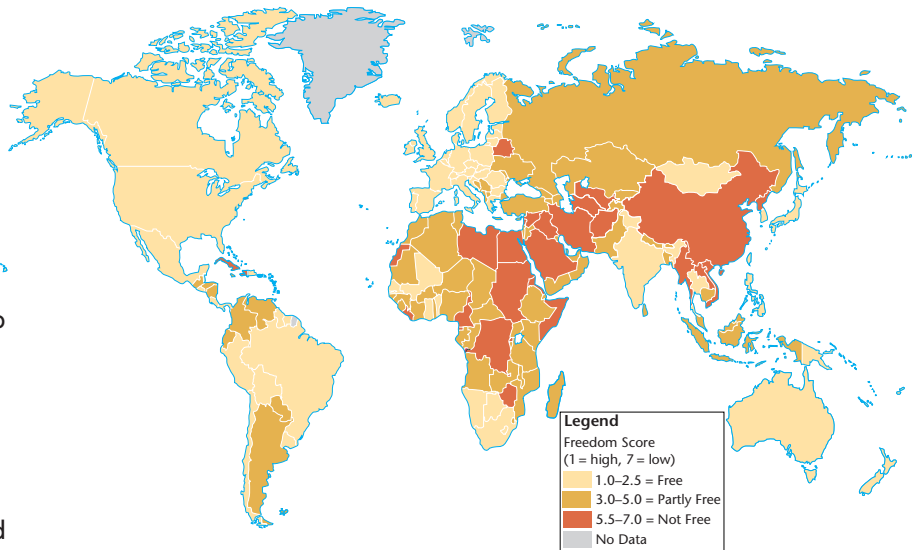 Legend
Freedom Score
(1 = high, 7 = low)
1.0–2.5 = Free
3.0–5.0 = Partly Free
5.5–7.0 = Not Free
No Data